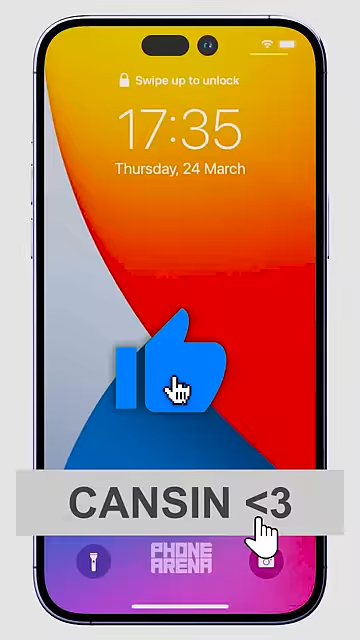 Swipe up to unlock
17:35
Thursday, 24 March
CANSIN <3
PHONE
ARENA